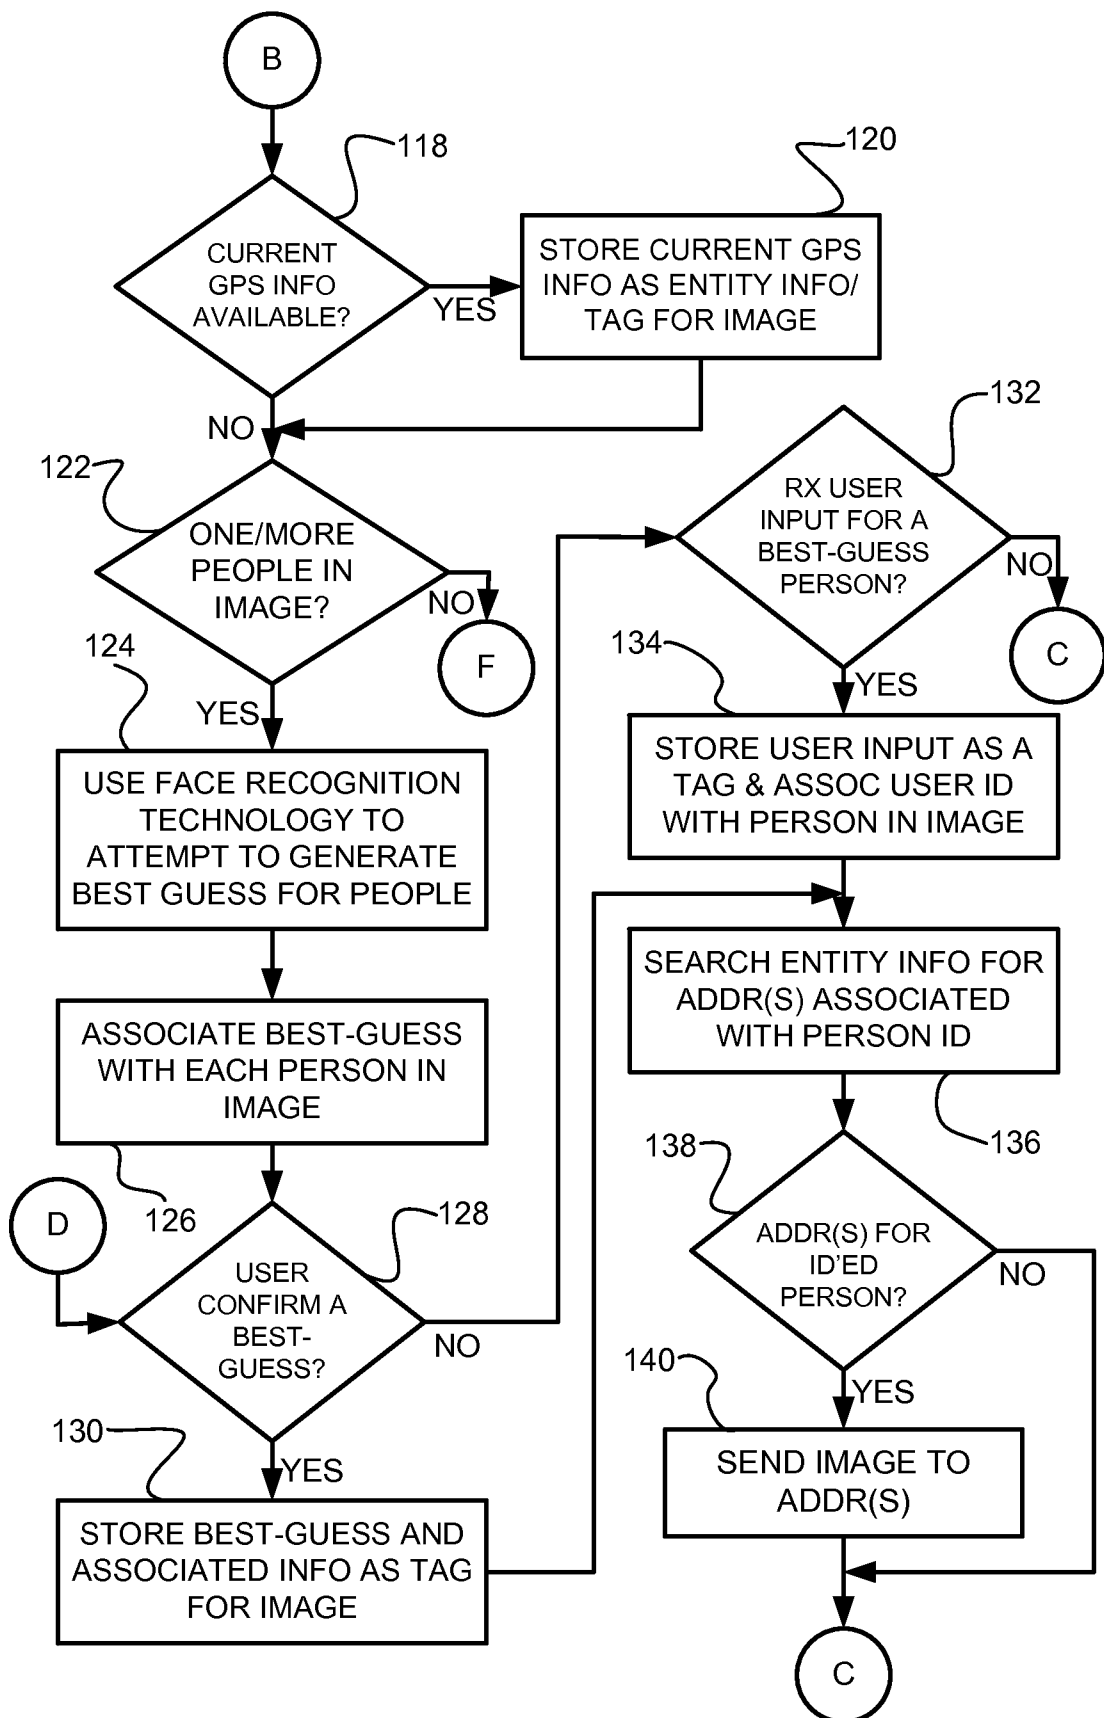 B
118
CURRENT
GPS INFO
AVAILABLE?
YES
120
STORE CURRENT GPS
INFO AS ENTITY INFO/
TAG FOR IMAGE
NO
122
ONE/MORE
PEOPLE IN
IMAGE?
NO
F
YES
124
USE FACE RECOGNITION
TECHNOLOGY TO
ATTEMPT TO GENERATE
BEST GUESS FOR PEOPLE
ASSOCIATE BEST-GUESS
WITH EACH PERSON IN
IMAGE
126
D
128
USER
CONFIRM A
BEST-
GUESS?
NO
YES
130
STORE BEST-GUESS AND
ASSOCIATED INFO AS TAG
FOR IMAGE
132
RX USER
INPUT FOR A
BEST-GUESS
PERSON?
NO
C
YES
134
STORE USER INPUT AS A
TAG & ASSOC USER ID
WITH PERSON IN IMAGE
SEARCH ENTITY INFO FOR
ADDR(S) ASSOCIATED
WITH PERSON ID
136
138
ADDR(S) FOR
ID'ED
PERSON?
NO
YES
140
SEND IMAGE TO
ADDR(S)
C